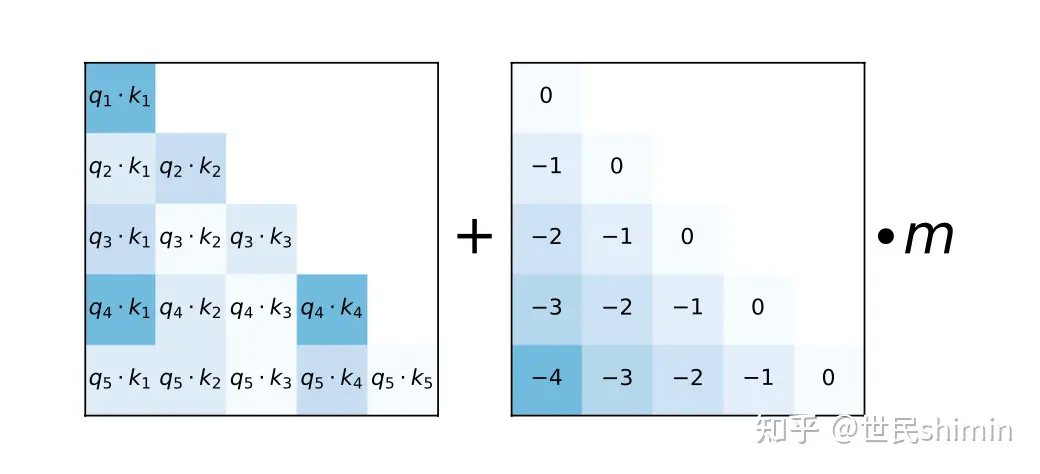 q₁ · k₁ 0
q₂ · k₁ q₂ · k₂ −1 0
q₃ · k₁ q₃ · k₂ q₃ · k₃ + −2 −1 0 • m
q₄ · k₁ q₄ · k₂ q₄ · k₃ q₄ · k₄ −3 −2 −1 0
q₅ · k₁ q₅ · k₂ q₅ · k₃ q₅ · k₄ q₅ · k₅ −4 −3 −2 −1 0
知乎 @世民shimin